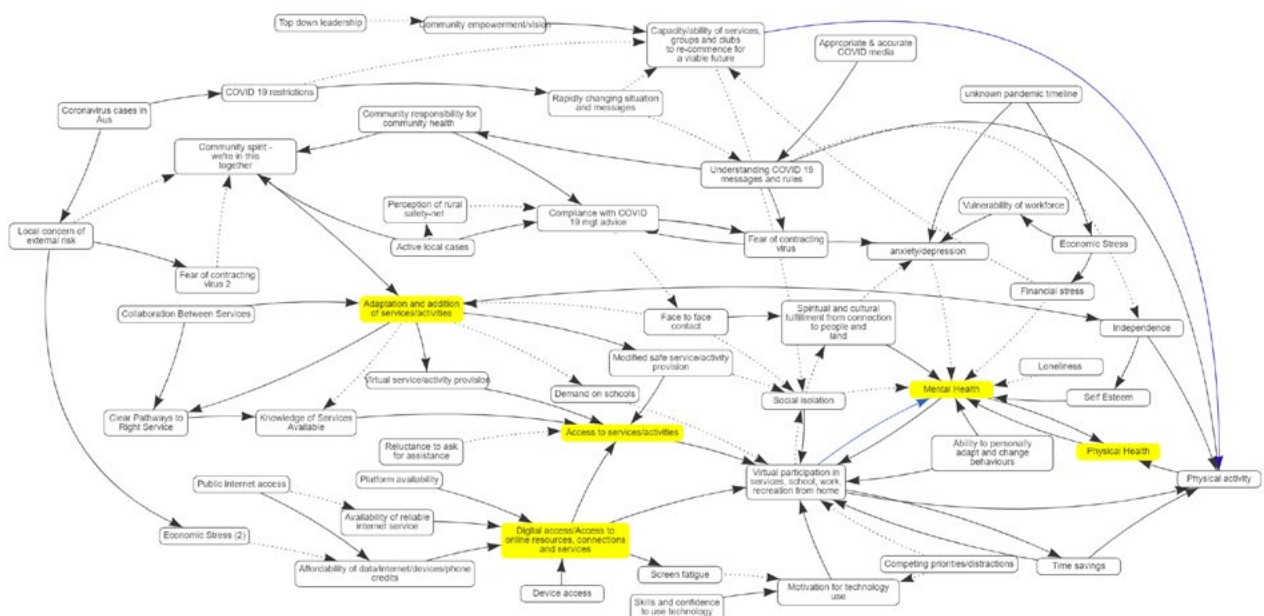 Top down leadership
Community empowerment/vision
Capacity/ability of services,
groups and clubs
to re-commence for
a viable future
Appropriate & accurate
COVID media
COVID 19 restrictions
Rapidly changing situation
and messages
unknown pandemic timeline
Coronavirus cases in
Aus
Community responsibility for
community health
Community spirit -
we're in this
together
Understanding COVID 19
messages and rules
Perception of rural
safety-net
Compliance with COVID
19 mgt advice
Vulnerability of workforce
Local concern of
external risk
Active local cases
Fear of contracting
virus
anxiety/depression
Economic Stress
Fear of contracting
virus 2
Financial stress
Collaboration Between Services
Adaptation and addition
of services/activities
Face to face
contact
Spiritual and cultural
fulfillment from connection
to people and
land
Independence
Modified safe service/activity
provision
Virtual service/activity provision
Demand on schools
Social isolation
Mental Health
Loneliness
Self Esteem
Clear Pathways to
Right Service
Knowledge of Services
Available
Access to services/activities
Reluctance to ask
for assistance
Ability to personally
adapt and change
behaviours
Physical Health
Public Internet access
Platform availability
Virtual participation in
services, school, work,
recreation from home
Physical activity
Availability of reliable
internet service
Economic Stress (2)
Digital access/Access to
online resources, connections
and services
Affordability of data/internet/devices/phone
credits
Screen fatigue
Competing priorities/distractions
Time savings
Device access
Motivation for technology
use
Skills and confidence
to use technology